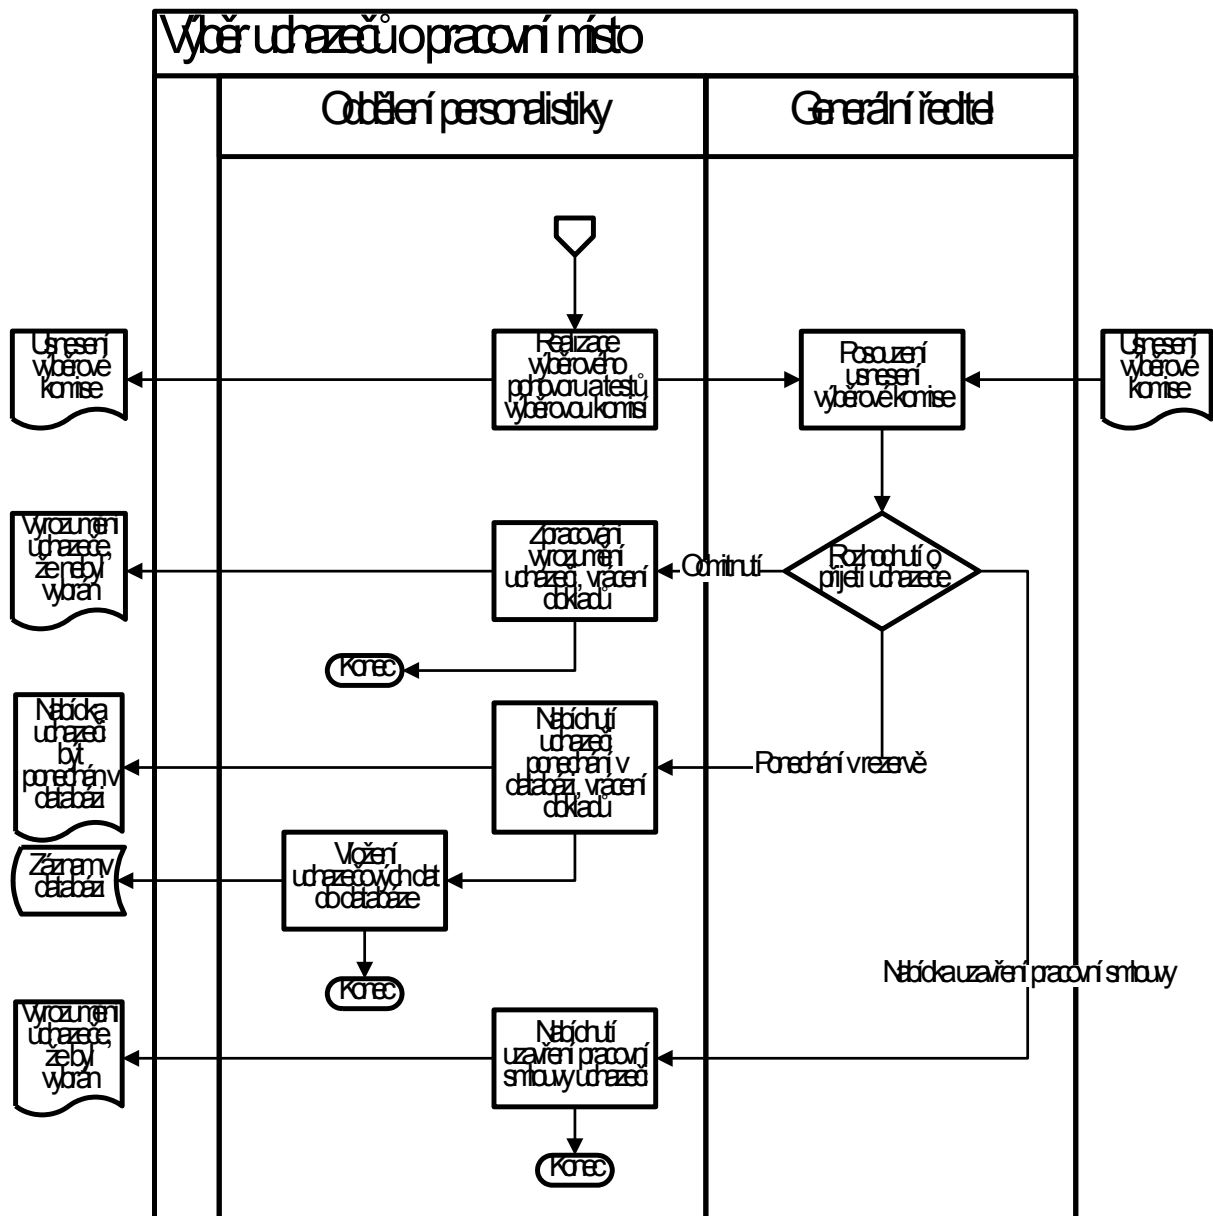 Výběr uchazečů o pracovní místo
Oddělení personalistiky
Generální ředitel
Usnesení
výběrové
komise
Realizace
výběrového
pohovoru a testů
výběrovou komisí
Posouzení
usnesení
výběrové komise
Usnesení
výběrové
komise
Vyrozumění
uchazeče,
že nebyl
vybrán
Zpracování
vyrozumění
uchazeči, vrácení
dokladů
Odmítnutí
Rozhodnutí o
přijetí uchazeče
Konec
Nabídka
uchazeči
být
ponechán v
databázi
Nabídnutí
uchazeči
ponechání v
databázi, vrácení
dokladů
Ponechání v rezervě
Záznam v
databázi
Vložení
uchazečových dat
do databáze
Konec
Nabídka uzavření pracovní smlouvy
Vyrozumění
uchazeče,
že byl
vybrán
Nabídnutí
uzavření pracovní
smlouvy uchazeči
Konec